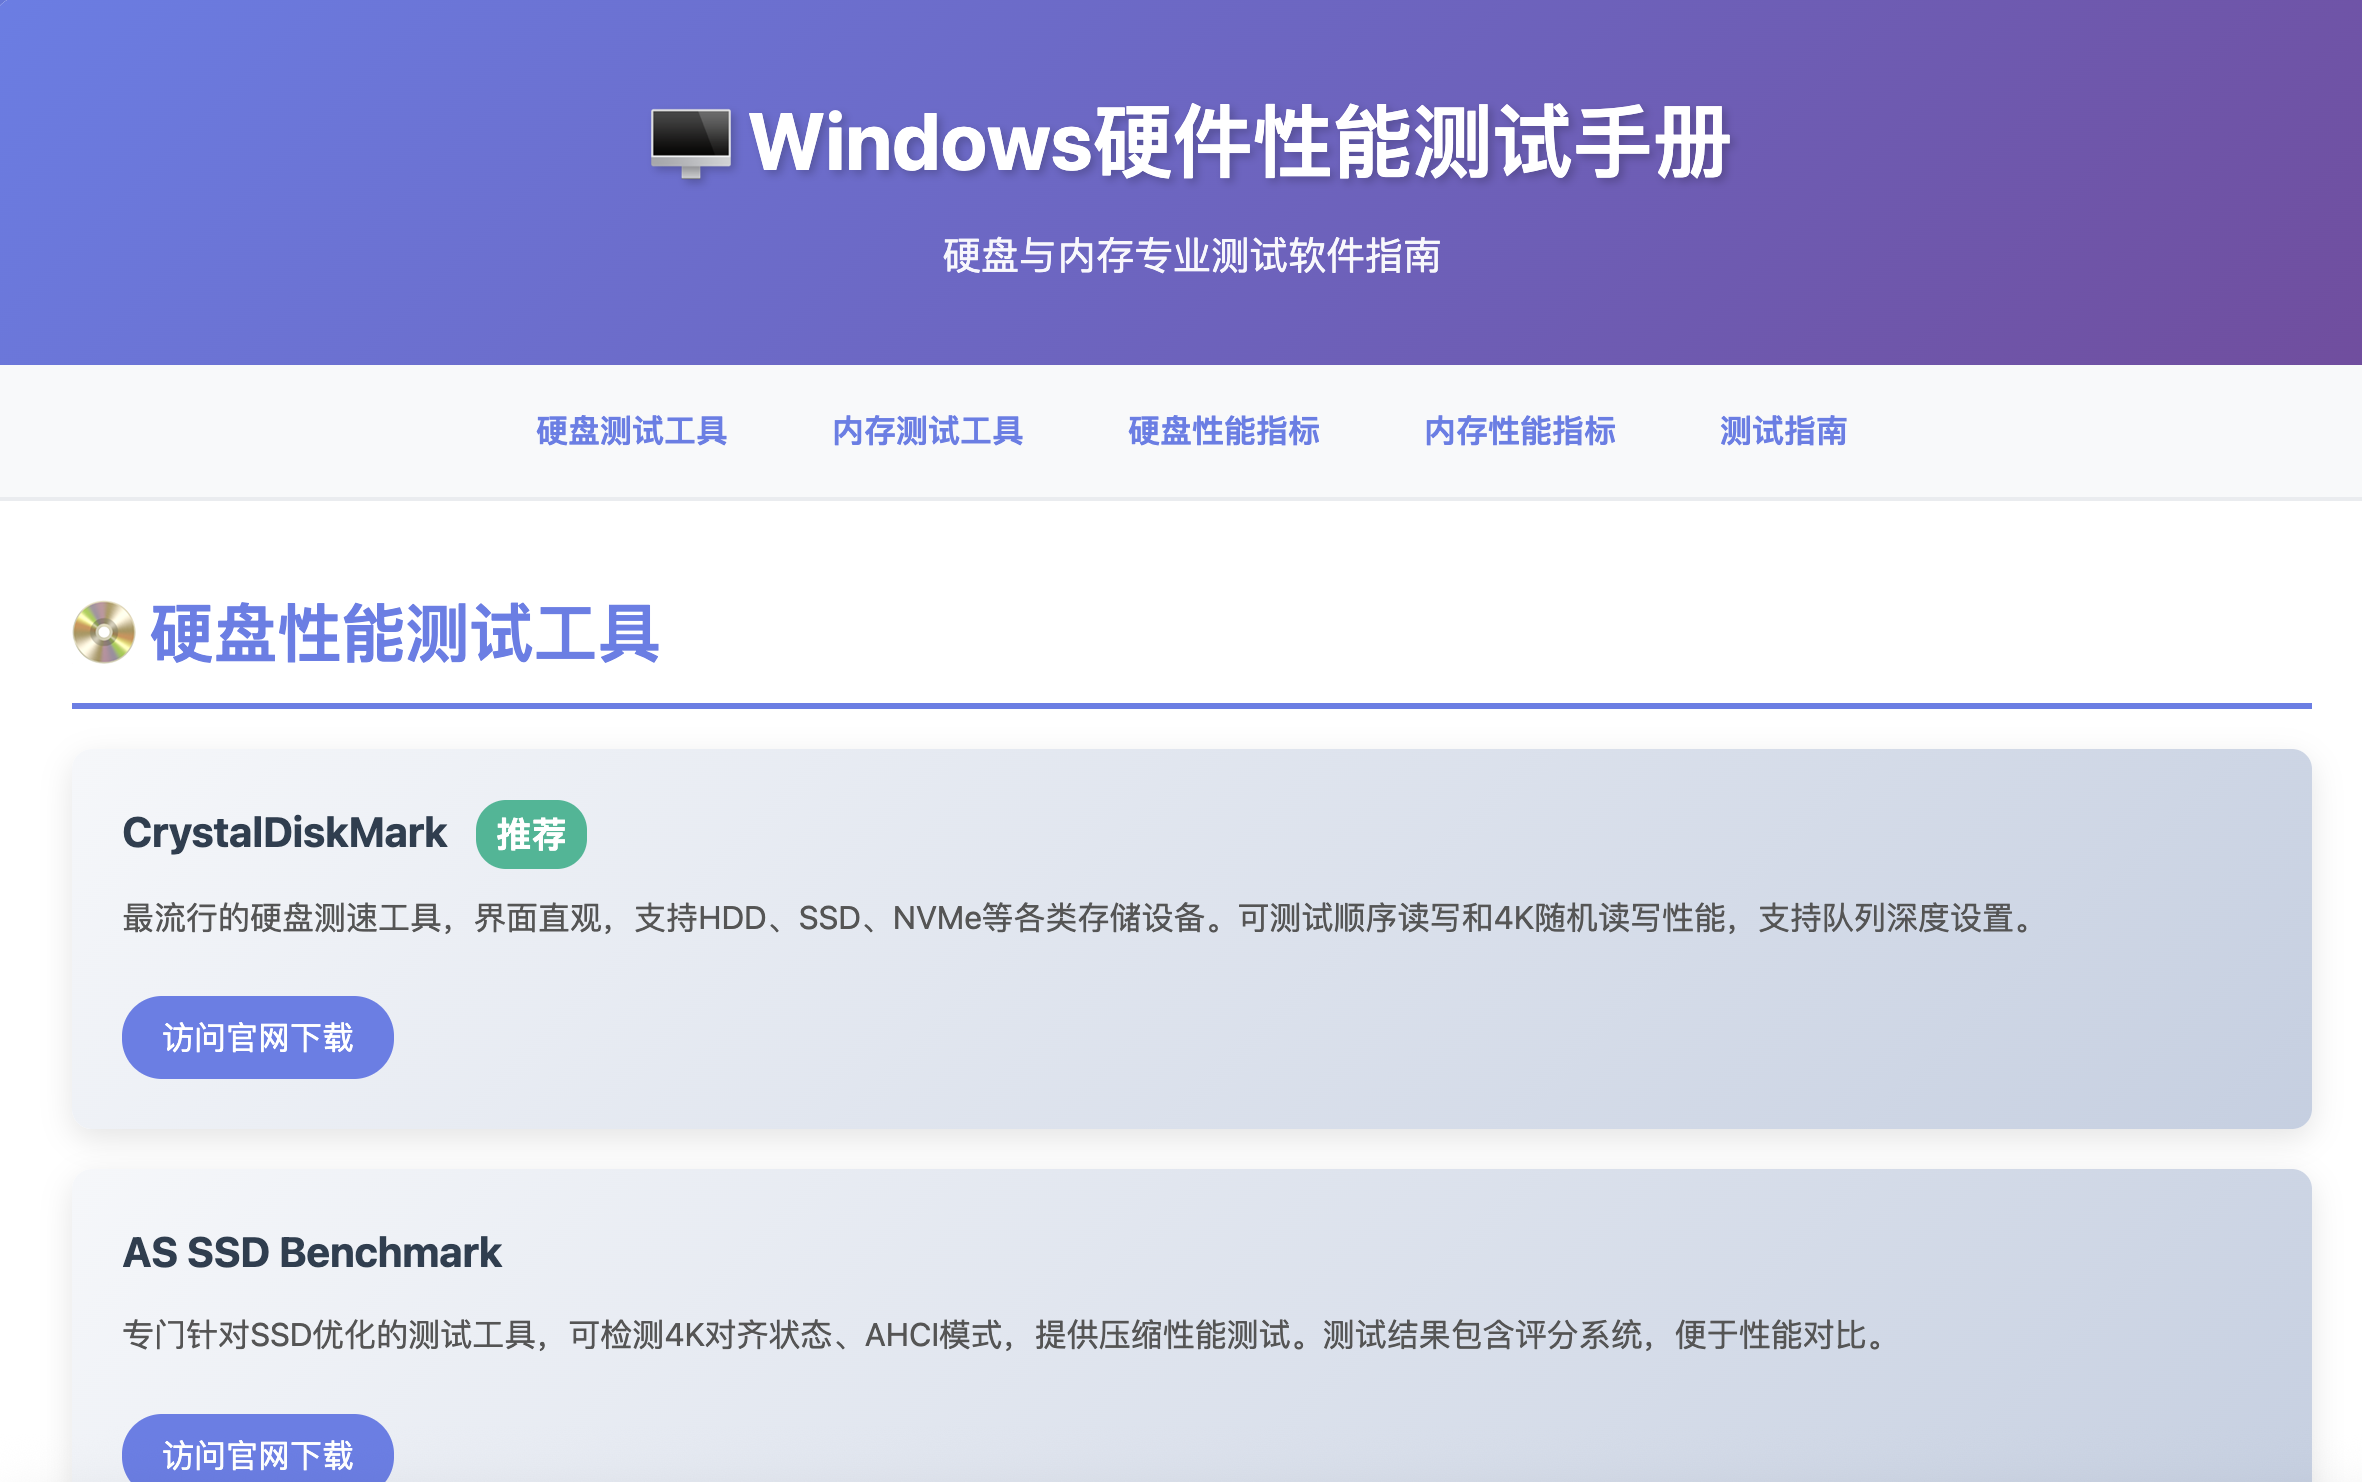 Windows硬件性能测试手册
硬盘与内存专业测试软件指南
硬盘测试工具 内存测试工具 硬盘性能指标 内存性能指标 测试指南
硬盘性能测试工具
CrystalDiskMark 推荐
最流行的硬盘测速工具，界面直观，支持HDD、SSD、NVMe等各类存储设备。可测试顺序读写和4K随机读写性能，支持队列深度设置。
访问官网下载
AS SSD Benchmark
专门针对SSD优化的测试工具，可检测4K对齐状态、AHCI模式，提供压缩性能测试。测试结果包含评分系统，便于性能对比。
访问官网下载